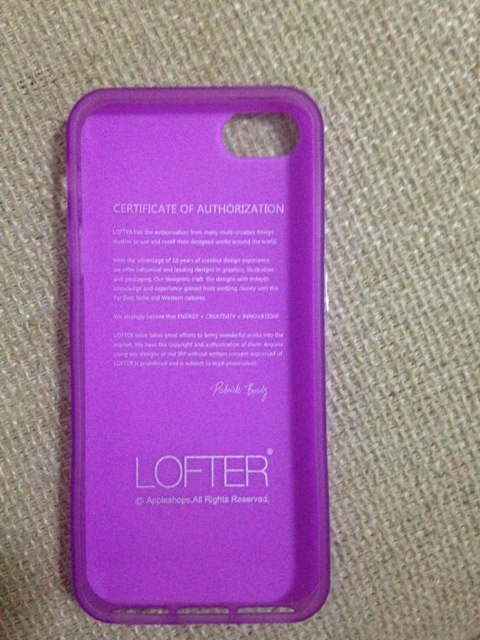 CERTIFICATE OF AUTHORIZATION
LOFTER has the authorization from many multi-creation design
studios to use and resell their designed works around the world.
With the advantage of 10 years of creative design experience,
we offer influential and leading designs in graphics, illustration
and packaging. Our designers craft the designs with indepth
knowledge and experience gained from working closely with the
Far East, India and Western cultures.
We strongly believe that ENERGY + CREATIVITY = INNOVATION!
LOFTER team takes great efforts to bring wonderful works into the
market. We have the copyright and authorization of them. Anyone
using our designs or our IRP without written consent expressed of
LOFTER is prohibited and is subject to legal prosecution.
Patrick
LOFTER®
© Appleshops,All Rights Reserved.